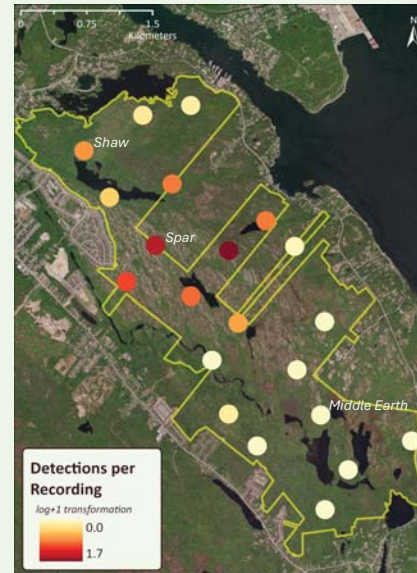 0 0.75 1.5
Kilometers
N
Shaw
Spar
Middle Earth
Detections per
Recording
log+1 transformation
0.0
1.7